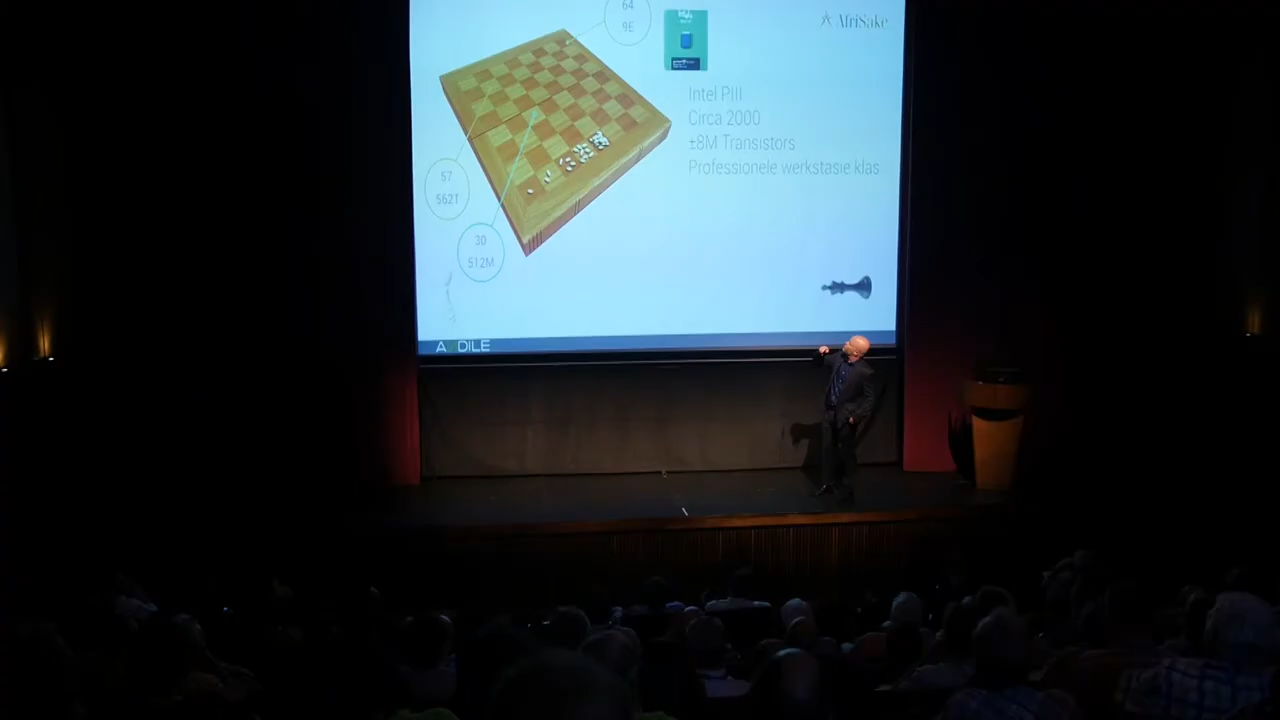 64
9E
AfriSake
Intel PIII
Circa 2000
±8M Transistors
Professionele werkstasie klas
57
562T
30
512M